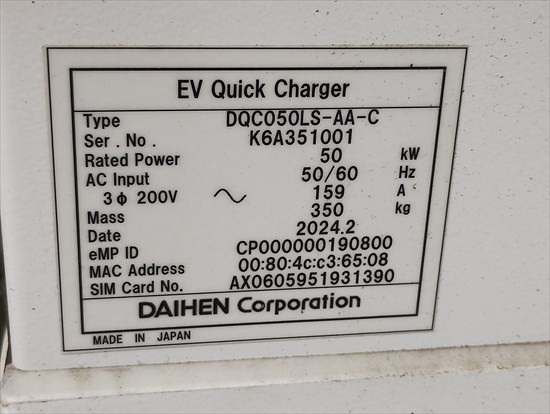 EV Quick Charger
Type DQC050LS-AA-C
Ser . No . K6A351001
Rated Power 50 kW
AC Input 50/60 Hz
3ϕ 200V ∼ 159 A
Mass 350 kg
Date 2024.2
eMP ID CP000000190800
MAC Address 00:80:4c:c3:65:08
SIM Card No. AX0605951931390
DAIHEN Corporation
MADE IN JAPAN